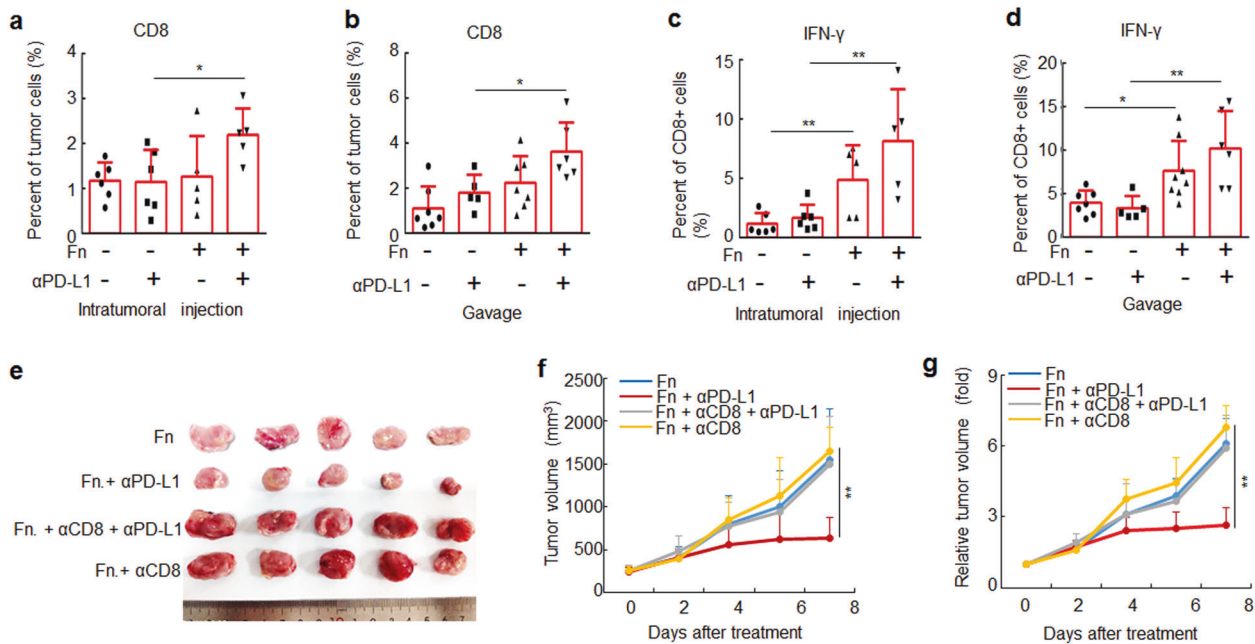 a
CD8
Percent of tumor cells (%)
4
3
2
1
0
*
Fn - - + +
αPD-L1 - + - +
Intratumoral injection
b
CD8
Percent of tumor cells (%)
8
6
4
2
0
*
- - + +
- + - +
Gavage
c
IFN-γ
Percent of CD8+ cells
(%)
15
10
5
0
**
**
Fn - - + +
αPD-L1 - + - +
Intratumoral injection
d
IFN-γ
Percent of CD8+ cells (%)
20
15
10
5
0
**
*
- - + +
- + - +
Gavage
e
Fn
Fn.+ αPD-L1
Fn. + αCD8 + αPD-L1
Fn.+ αCD8
f
Fn
Fn + αPD-L1
Fn + αCD8 + αPD-L1
Fn + αCD8
Tumor volume (mm³)
2500
2000
1500
1000
500
0
**
0 2 4 6 8
Days after treatment
g
Fn
Fn + αPD-L1
Fn + αCD8 +αPD-L1
Fn + αCD8
Relative tumor volume (fold)
9
6
3
0
**
0 2 4 6 8
Days after treatment